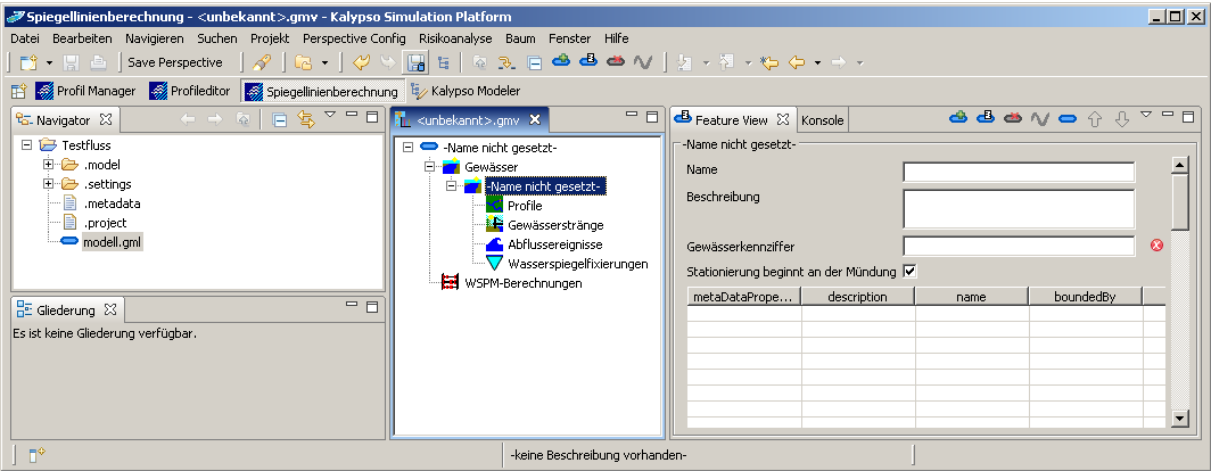 Spiegellinienberechnung - <unbekannt>.gmv - Kalypso Simulation Platform
Datei Bearbeiten Navigieren Suchen Projekt Perspective Config Risikoanalyse Baum Fenster Hilfe
Save Perspective
Profil Manager Profileditor Spiegellinienberechnung Kalypso Modeler
Navigator
Testfluss
.model
.settings
.metadata
.project
modell.gml
Gliederung
Es ist keine Gliederung verfügbar.
<unbekannt>.gmv
-Name nicht gesetzt-
Gewässer
-Name nicht gesetzt-
Profile
Gewässerstränge
Abflussereignisse
Wasserspiegelfixierungen
WSPM-Berechnungen
Feature View Konsole
-Name nicht gesetzt-
Name
Beschreibung
Gewässerkennziffer
Stationierung beginnt an der Mündung
metaDataPrope... description name boundedBy
-keine Beschreibung vorhanden-